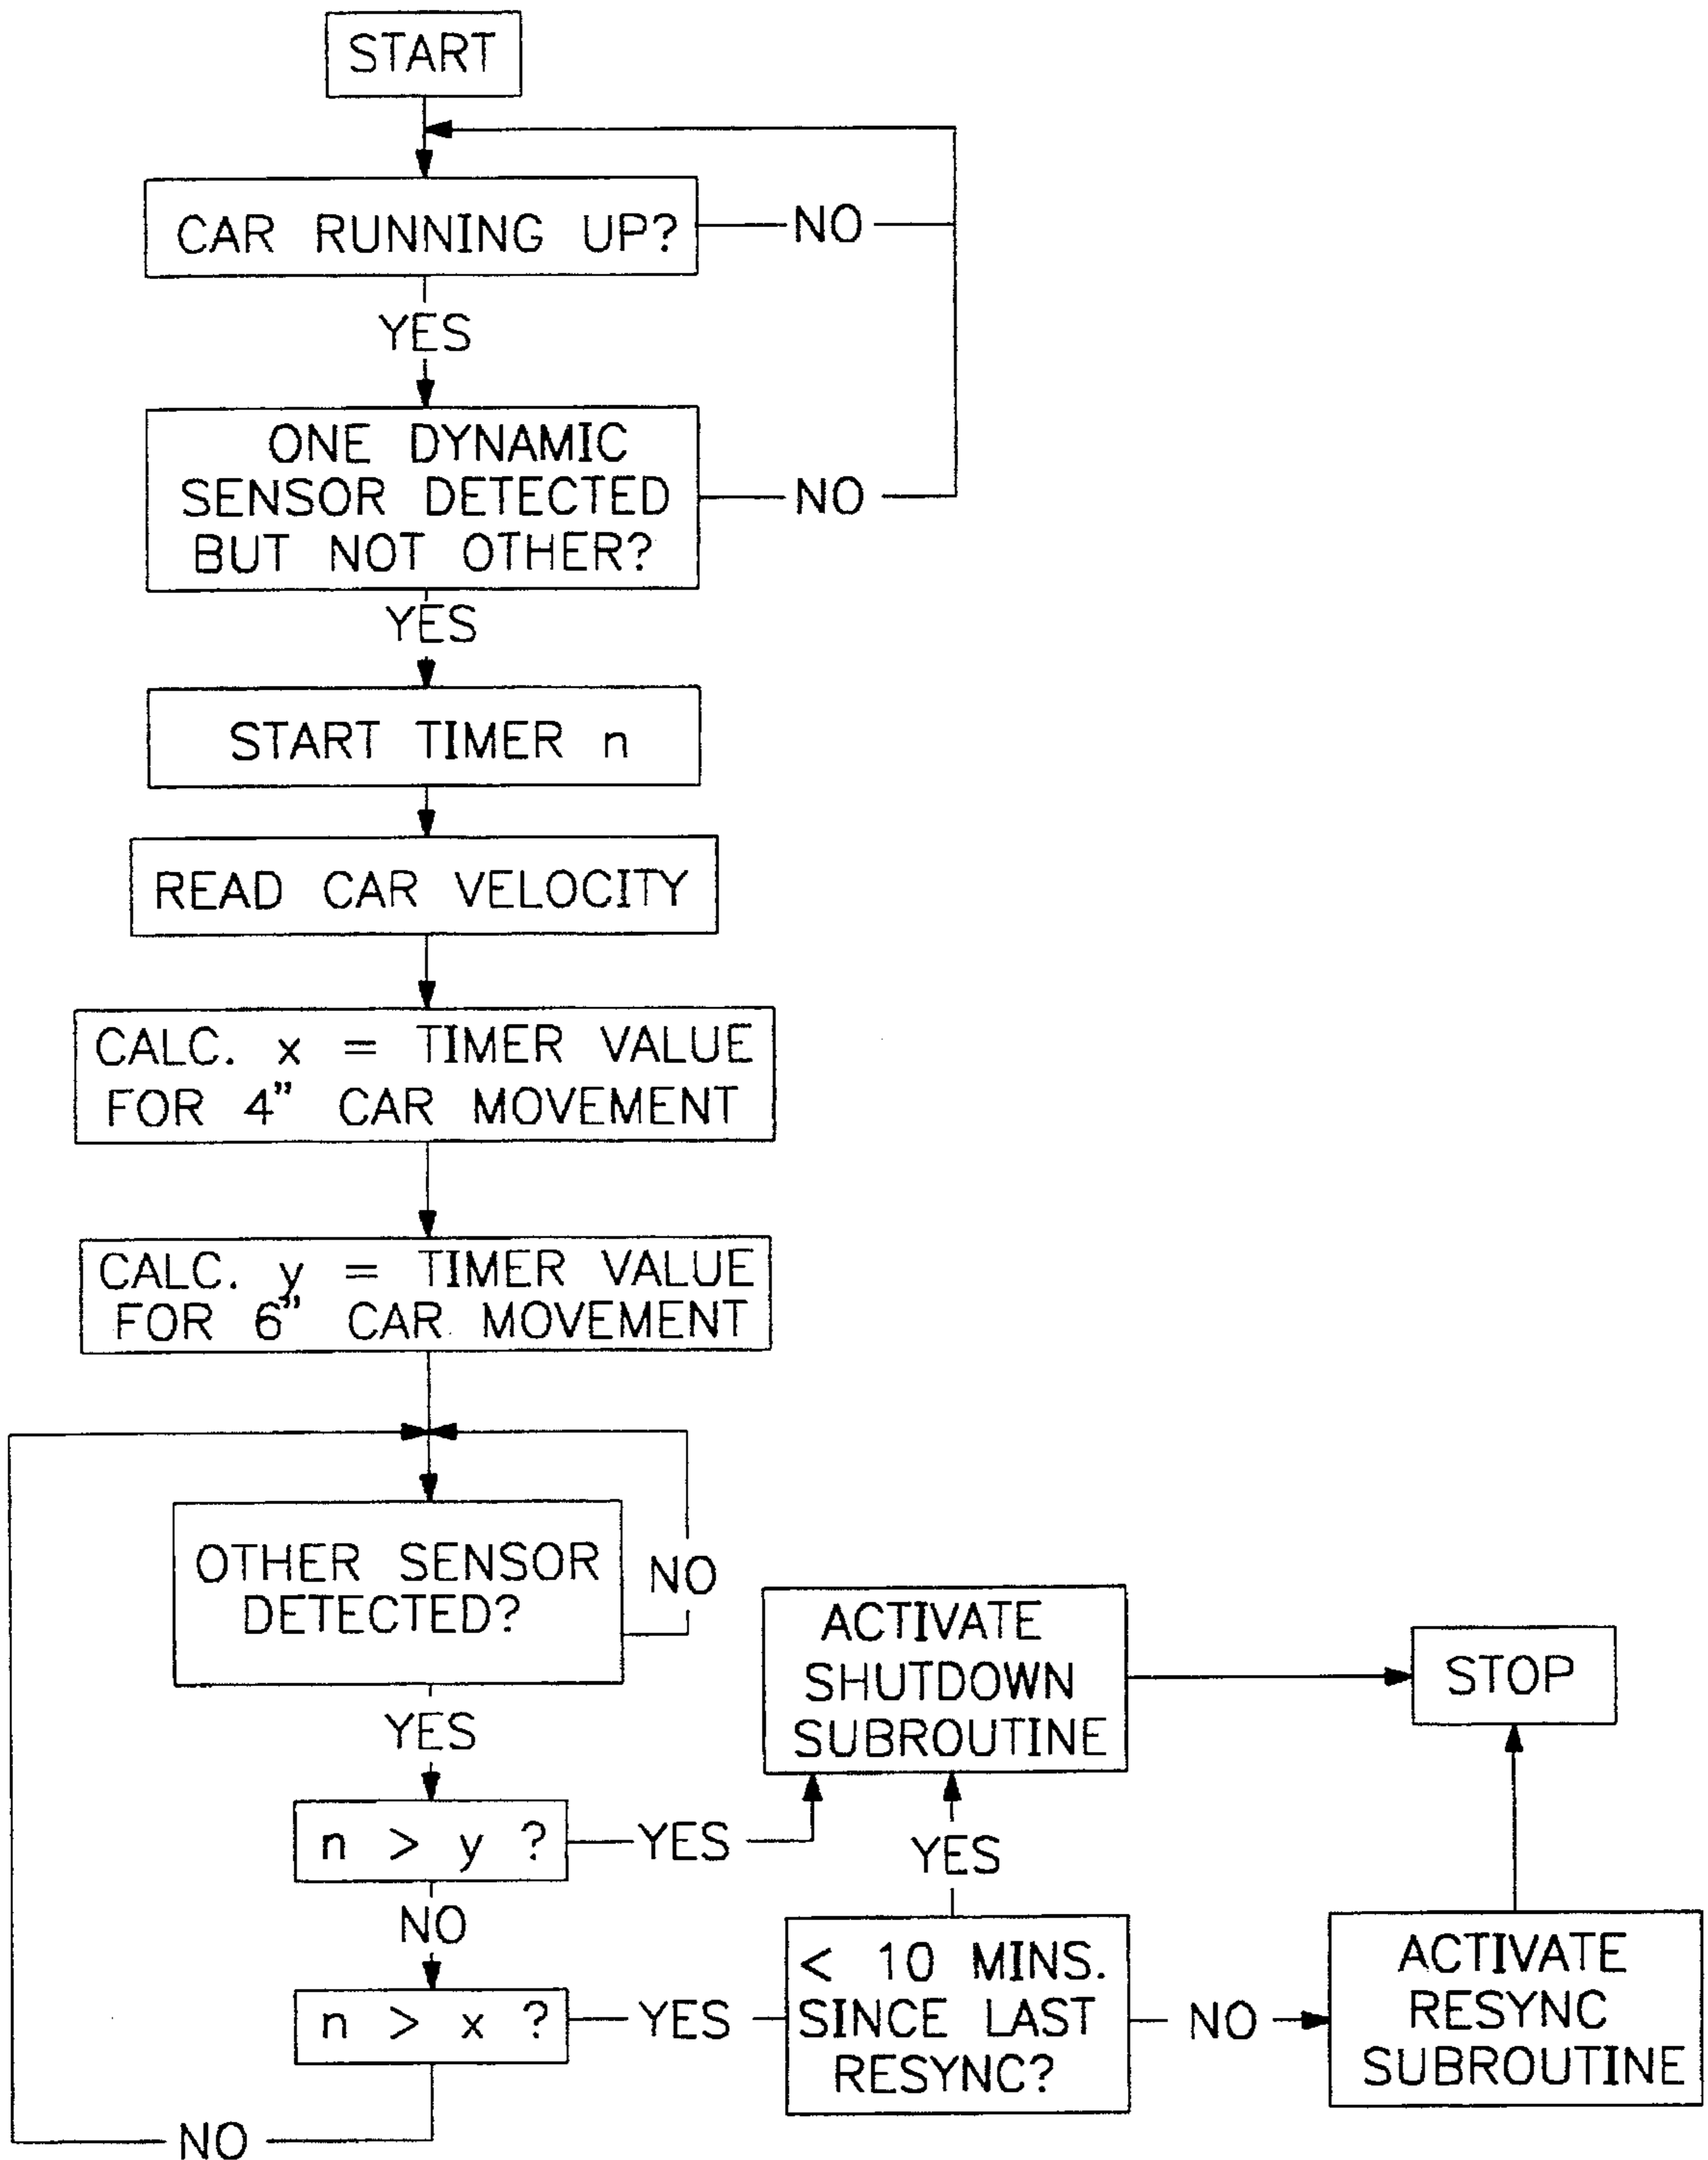 START
CAR RUNNING UP?
NO
YES
ONE DYNAMIC
SENSOR DETECTED
BUT NOT OTHER?
NO
YES
START TIMER n
READ CAR VELOCITY
CALC. x = TIMER VALUE
FOR 4" CAR MOVEMENT
CALC. y = TIMER VALUE
FOR 6" CAR MOVEMENT
OTHER SENSOR
DETECTED?
NO
YES
n > y ?
YES
NO
n > x ?
YES
NO
ACTIVATE
SHUTDOWN
SUBROUTINE
YES
< 10 MINS.
SINCE LAST
RESYNC?
NO
STOP
ACTIVATE
RESYNC
SUBROUTINE